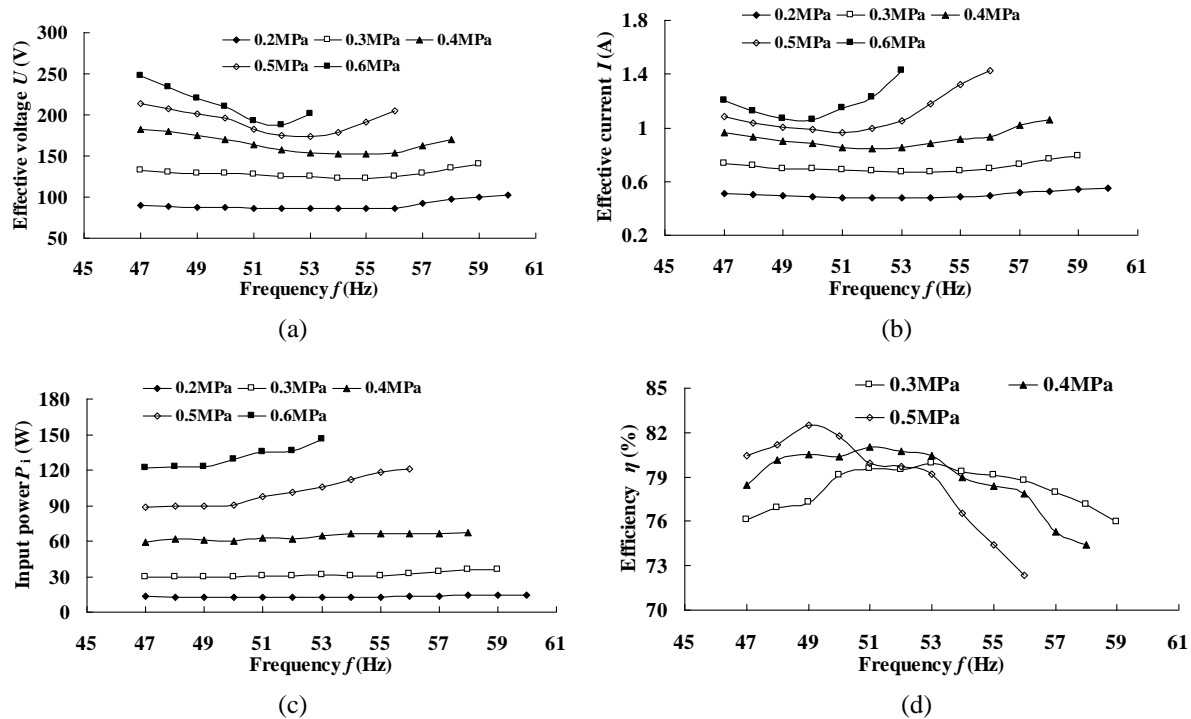 0.2MPa 0.3MPa 0.4MPa
0.5MPa 0.6MPa
Effective voltage U (V)
300
250
200
150
100
50
45 47 49 51 53 55 57 59 61
Frequency f (Hz)
(a)
0.2MPa 0.3MPa 0.4MPa
0.5MPa 0.6MPa
Effective current I (A)
1.8
1.4
1
0.6
0.2
45 47 49 51 53 55 57 59 61
Frequency f (Hz)
(b)
0.2MPa 0.3MPa 0.4MPa
0.5MPa 0.6MPa
Input power P i (W)
180
150
120
90
60
30
0
45 47 49 51 53 55 57 59 61
Frequency f (Hz)
(c)
0.3MPa 0.4MPa
0.5MPa
Efficiency η (%)
85
82
79
76
73
70
45 47 49 51 53 55 57 59 61
Frequency f (Hz)
(d)